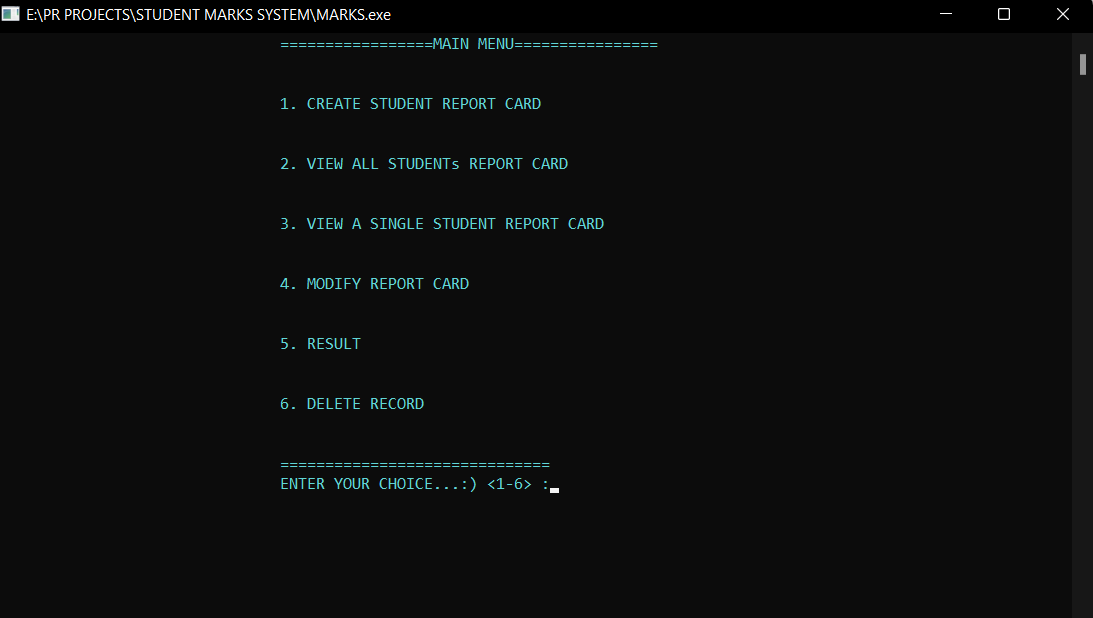 E:\PR PROJECTS\STUDENT MARKS SYSTEM\MARKS.exe
=================MAIN MENU================
1. CREATE STUDENT REPORT CARD
2. VIEW ALL STUDENTs REPORT CARD
3. VIEW A SINGLE STUDENT REPORT CARD
4. MODIFY REPORT CARD
5. RESULT
6. DELETE RECORD
==============================
ENTER YOUR CHOICE...:) <1-6> :